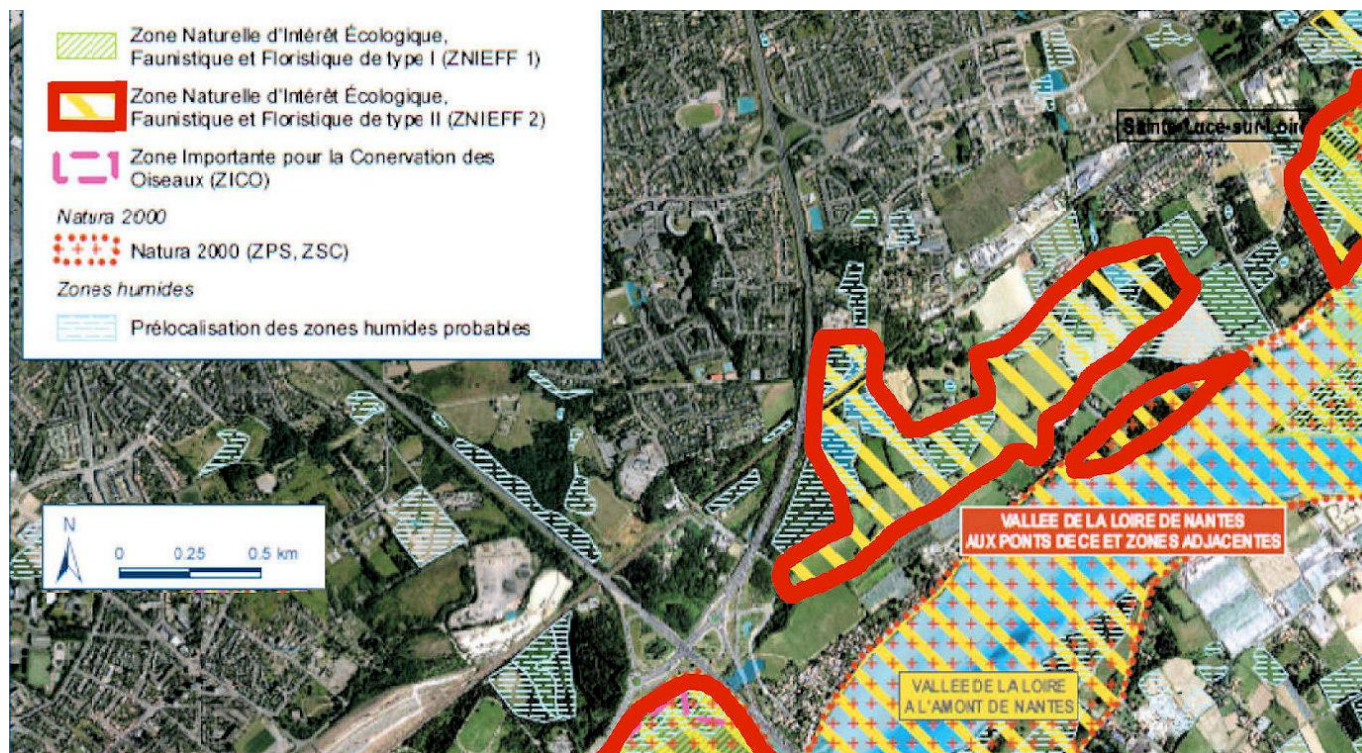 Zone Naturelle d'Intérêt Écologique,
Faunistique et Floristique de type I (ZNIEFF 1)
Zone Naturelle d'Intérêt Écologique,
Faunistique et Floristique de type II (ZNIEFF 2)
Zone Importante pour la Conervation des
Oiseaux (ZICO)
Natura 2000
Natura 2000 (ZPS, ZSC)
Zones humides
Prélocalisation des zones humides probables
Sainte-Luce-sur-Loire
N
0 0.25 0.5 km
VALLEE DE LA LOIRE DE NANTES
AUX PONTS DE CE ET ZONES ADJACENTES
VALLEE DE LA LOIRE
A L'AMONT DE NANTES